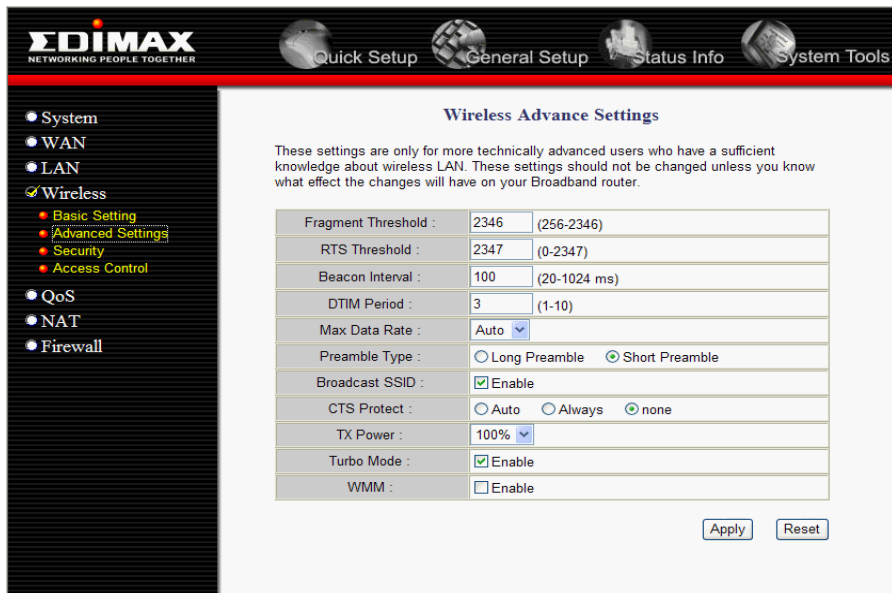 EDIMAX
NETWORKING PEOPLE TOGETHER
Quick Setup
General Setup
Status Info
System Tools
System
WAN
LAN
Wireless
Basic Setting
Advanced Settings
Security
Access Control
QoS
NAT
Firewall
Wireless Advance Settings
These settings are only for more technically advanced users who have a sufficient
knowledge about wireless LAN. These settings should not be changed unless you know
what effect the changes will have on your Broadband router.
Fragment Threshold : 2346 (256-2346)
RTS Threshold : 2347 (0-2347)
Beacon Interval : 100 (20-1024 ms)
DTIM Period : 3 (1-10)
Max Data Rate : Auto
Preamble Type : Long Preamble Short Preamble
Broadcast SSID : Enable
CTS Protect : Auto Always none
TX Power : 100%
Turbo Mode : Enable
WMM : Enable
Apply Reset